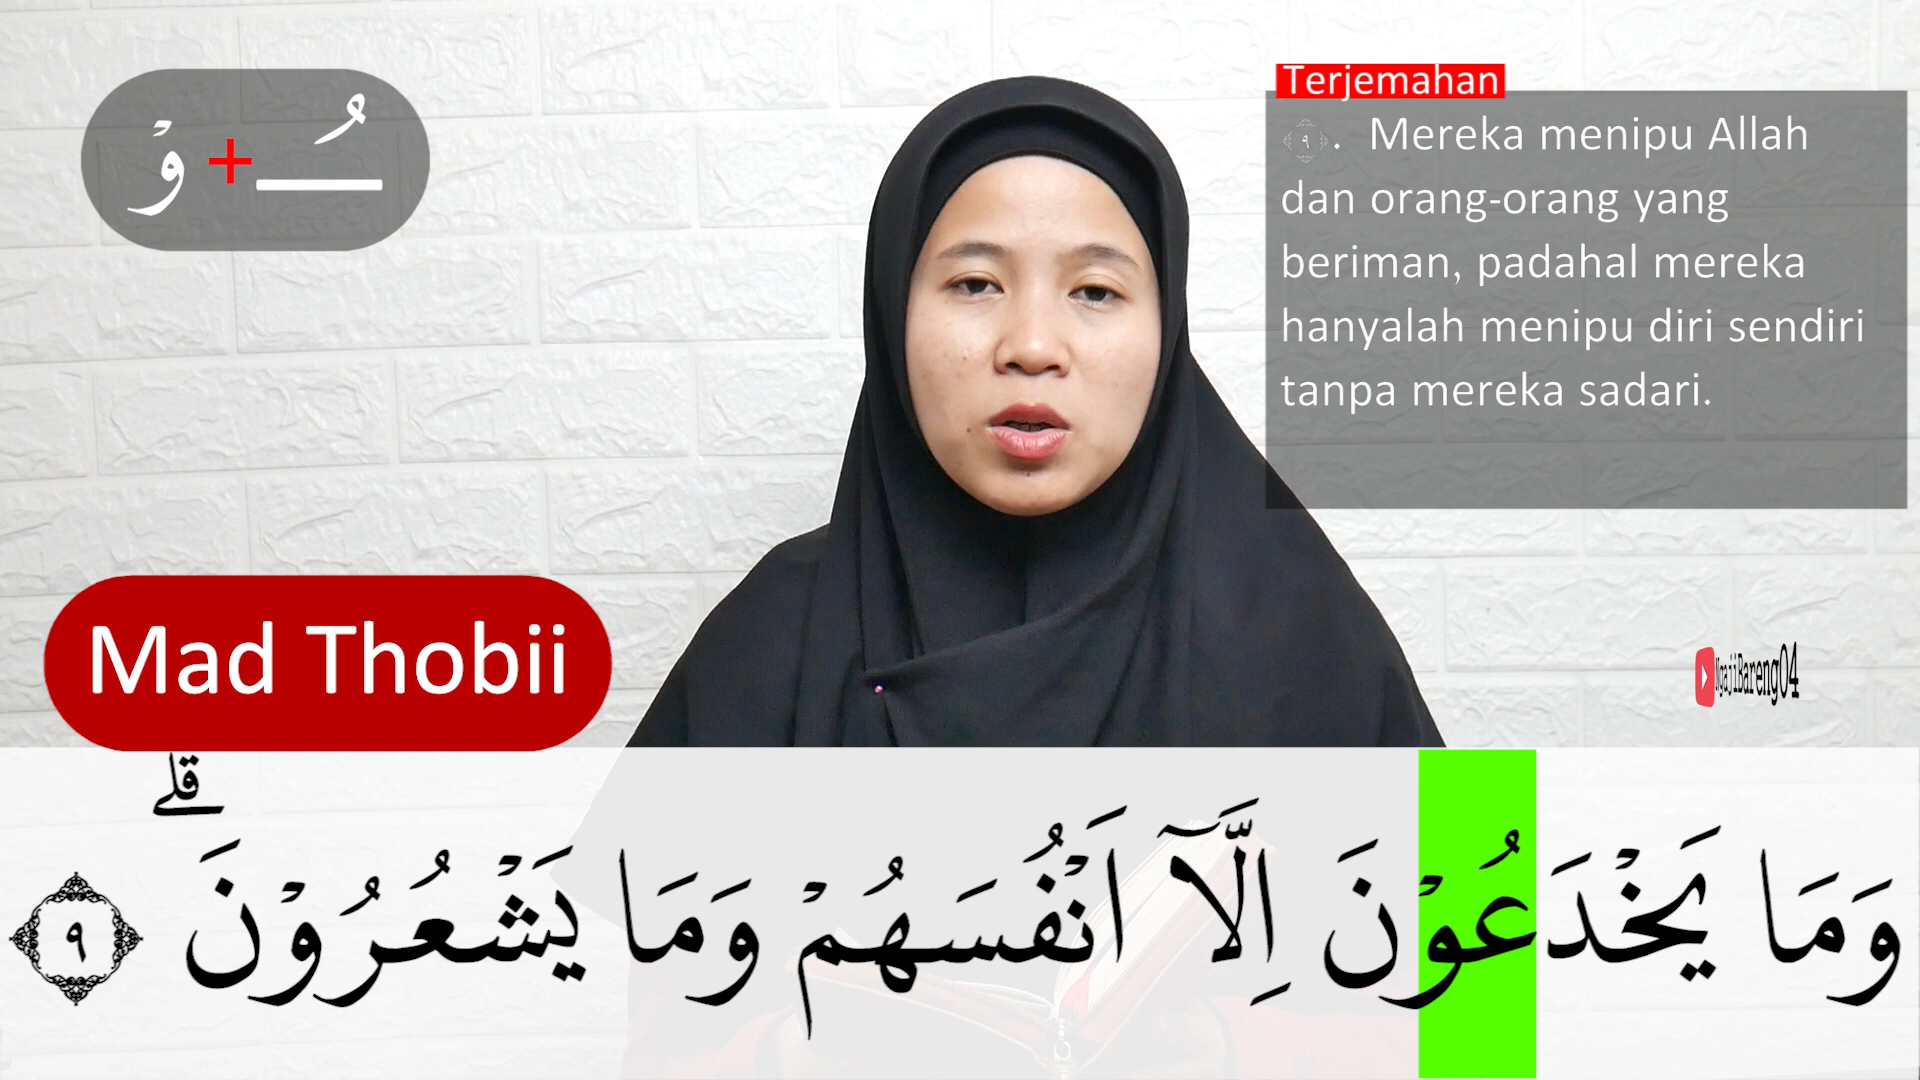 ـُ + وْ
Terjemahan
٩. Mereka menipu Allah
dan orang-orang yang
beriman, padahal mereka
hanyalah menipu diri sendiri
tanpa mereka sadari.
Mad Thobii
NgajiBareng04
وَمَا يَخْدَعُوْنَ اِلَّآ اَنْفُسَهُمْ وَمَا يَشْعُرُوْنَۗ ٩